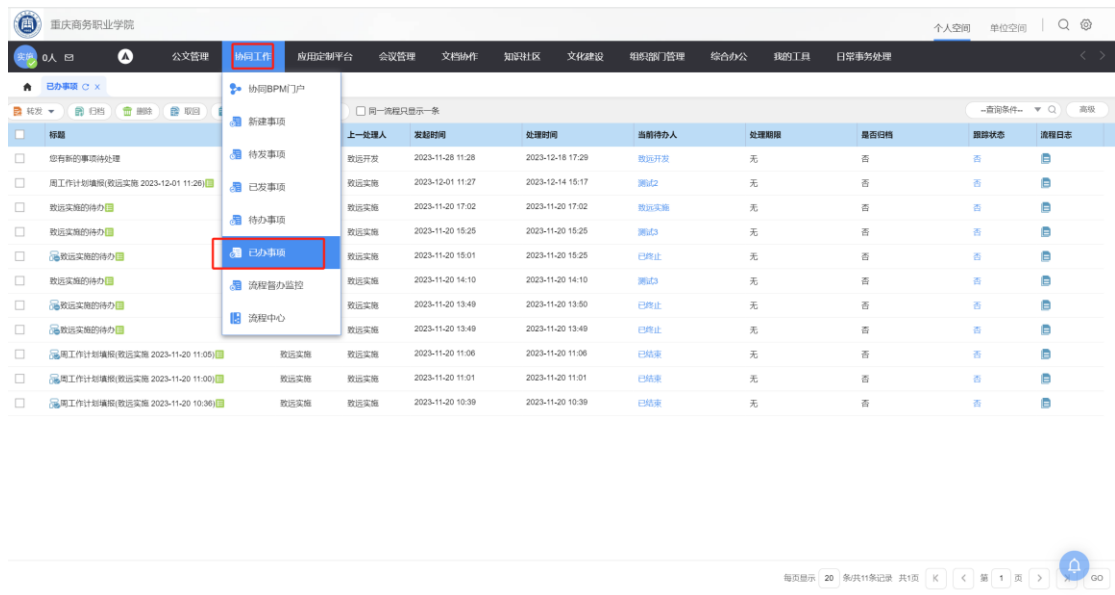 重庆商务职业学院
个人空间 单位空间
实施 0人 公文管理 协同工作 应用定制平台 会议管理 文档协作 知识社区 文化建设 组织部门管理 综合办公 我的工具 日常事务处理
已办事项
协同BPM门户
新建事项
待发事项
已发事项
待办事项
已办事项
流程督办监控
流程中心
转发 归档 删除 取回 同一流程只显示一条 --查询条件-- 高级
标题 上一处理人 发起时间 处理时间 当前待办人 处理期限 是否归档 跟踪状态 流程日志
您有新的事项待处理 致远开发 2023-11-28 11:28 2023-12-18 17:29 致远开发 无 否 否
周工作计划填报(致远实施 2023-12-01 11:26) 致远实施 2023-12-01 11:27 2023-12-14 15:17 测试2 无 否 否
致远实施的待办 致远实施 2023-11-20 17:02 2023-11-20 17:02 致远实施 无 否 否
致远实施的待办 致远实施 2023-11-20 15:25 2023-11-20 15:25 测试3 无 否 否
致远实施的待办 致远实施 2023-11-20 15:01 2023-11-20 15:25 已终止 无 否 否
致远实施的待办 致远实施 2023-11-20 14:10 2023-11-20 14:10 测试3 无 否 否
致远实施的待办 致远实施 2023-11-20 13:49 2023-11-20 13:50 已终止 无 否 否
致远实施的待办 致远实施 2023-11-20 13:49 2023-11-20 13:49 已终止 无 否 否
周工作计划填报(致远实施 2023-11-20 11:05) 致远实施 致远实施 2023-11-20 11:06 2023-11-20 11:06 已结束 无 否 否
周工作计划填报(致远实施 2023-11-20 11:00) 致远实施 致远实施 2023-11-20 11:01 2023-11-20 11:01 已结束 无 否 否
周工作计划填报(致远实施 2023-11-20 10:36) 致远实施 致远实施 2023-11-20 10:39 2023-11-20 10:39 已结束 无 否 否
每页显示 20 条/共11条记录 共1页 第 1 页 GO